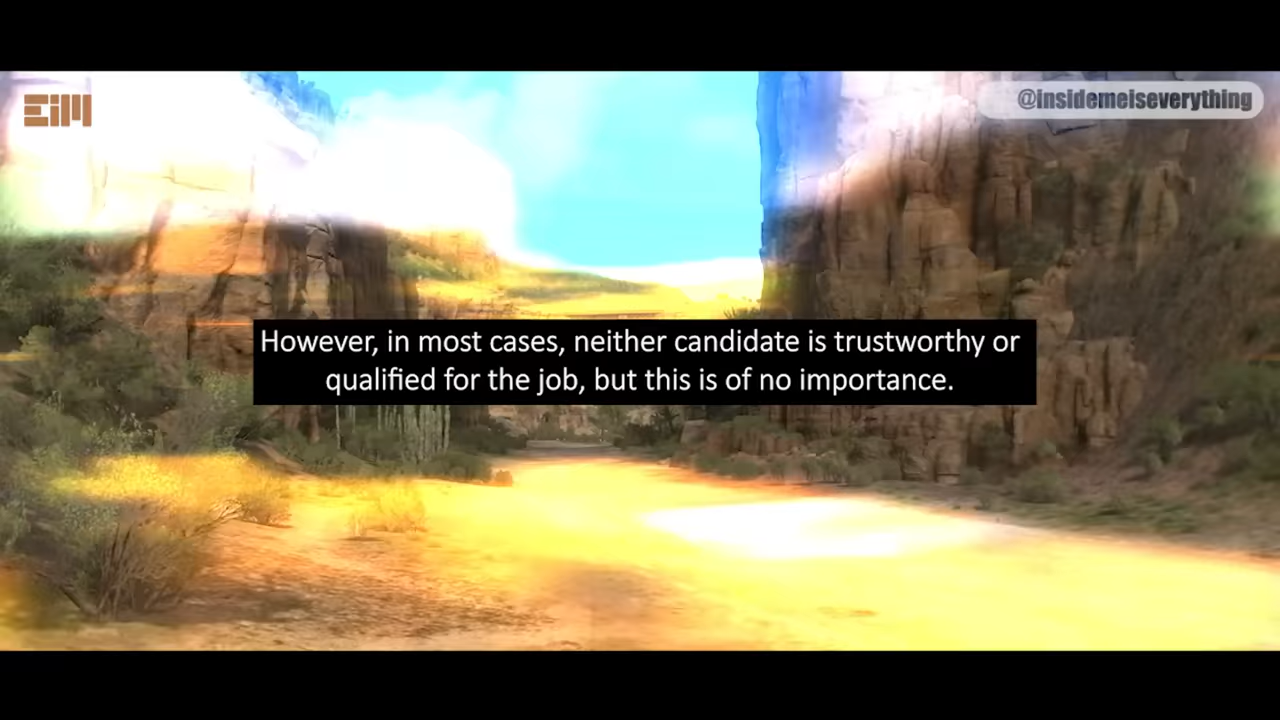 EiM
@insidemeiseverything
However, in most cases, neither candidate is trustworthy or
qualified for the job, but this is of no importance.